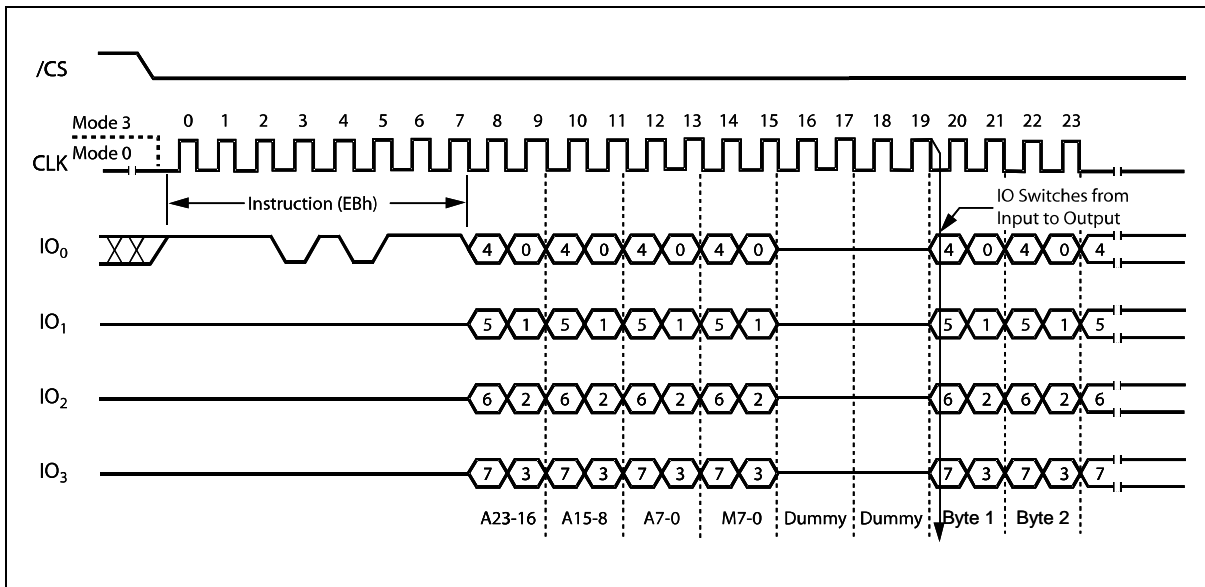 /CS
Mode 3
0 1 2 3 4 5 6 7 8 9 10 11 12 13 14 15 16 17 18 19 20 21 22 23
Mode 0
CLK
Instruction (EBh)
IO Switches from
Input to Output
IO0 4 0 4 0 4 0 4 0 4 0 4 0 4
IO1 5 1 5 1 5 1 5 1 5 1 5 1 5
IO2 6 2 6 2 6 2 6 2 6 2 6 2 6
IO3 7 3 7 3 7 3 7 3 7 3 7 3 7
A23-16 A15-8 A7-0 M7-0 Dummy Dummy Byte 1 Byte 2